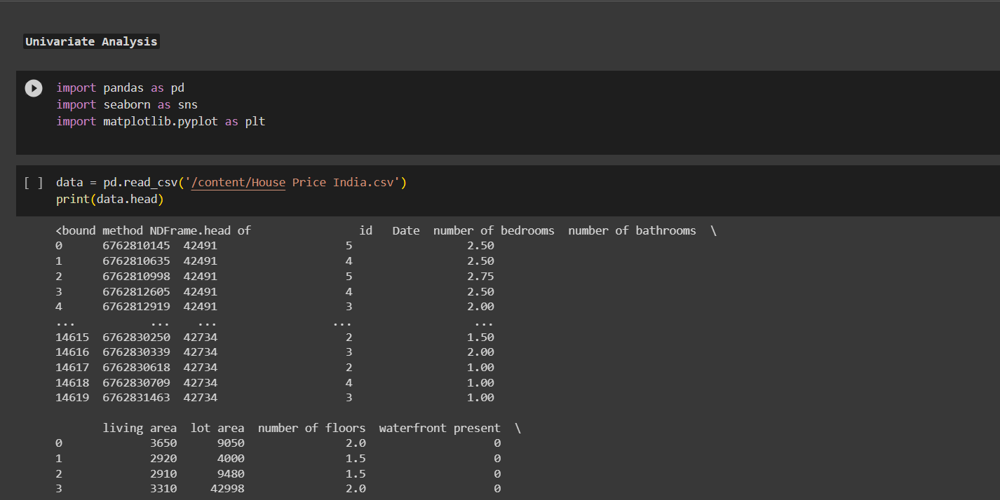 Univariate Analysis
import pandas as pd
import seaborn as sns
import matplotlib.pyplot as plt
[ ] data = pd.read_csv('/content/House Price India.csv')
print(data.head)
<bound method NDFrame.head of                id   Date  number of bedrooms  number of bathrooms  \
0      6762810145  42491                   5                 2.50
1      6762810635  42491                   4                 2.50
2      6762810998  42491                   5                 2.75
3      6762812605  42491                   4                 2.50
4      6762812919  42491                   3                 2.00
...           ...    ...                 ...                  ...
14615  6762830250  42734                   2                 1.50
14616  6762830339  42734                   3                 2.00
14617  6762830618  42734                   2                 1.00
14618  6762830709  42734                   4                 1.00
14619  6762831463  42734                   3                 1.00
living area  lot area  number of floors  waterfront present  \
0             3650      9050               2.0                   0
1             2920      4000               1.5                   0
2             2910      9480               1.5                   0
3             3310     42998               2.0                   0